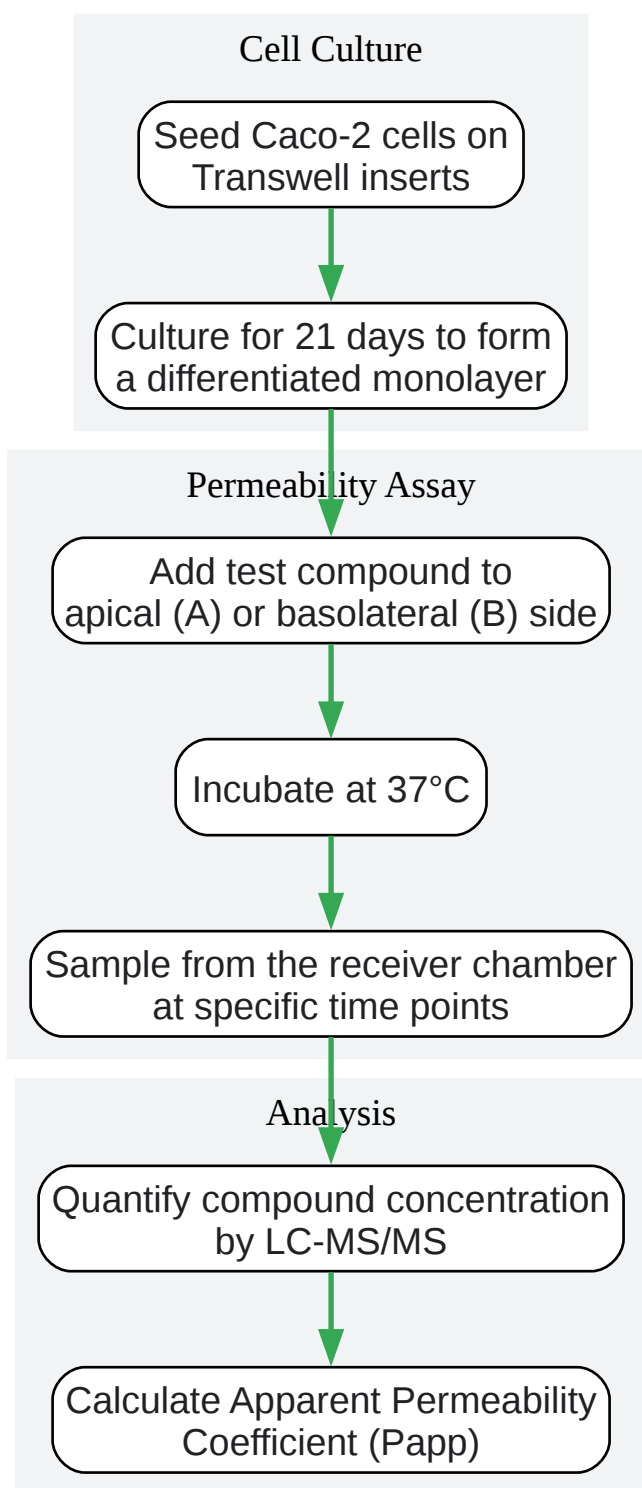 Cell Culture
Seed Caco-2 cells on
Transwell inserts
Culture for 21 days to form
a differentiated monolayer
Permeability Assay
Add test compound to
apical (A) or basolateral (B) side
Incubate at 37°C
Sample from the receiver chamber
at specific time points
Analysis
Quantify compound concentration
by LC-MS/MS
Calculate Apparent Permeability
Coefficient (Papp)